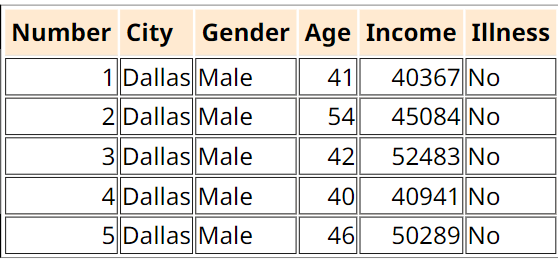 Number City Gender Age Income Illness
1 Dallas Male 41 40367 No
2 Dallas Male 54 45084 No
3 Dallas Male 42 52483 No
4 Dallas Male 40 40941 No
5 Dallas Male 46 50289 No